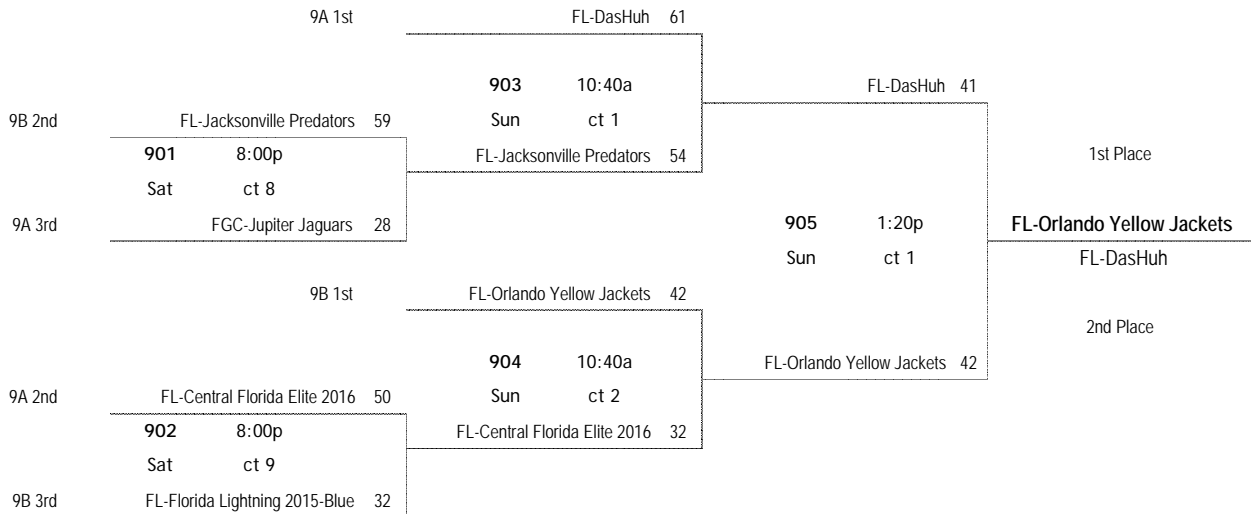 9A 1st FL-DasHuh 61
903 10:40a FL-DasHuh 41
9B 2nd FL-Jacksonville Predators 59 Sun ct 1
901 8:00p FL-Jacksonville Predators 54 1st Place
Sat ct 8
9A 3rd FGC-Jupiter Jaguars 28 905 1:20p FL-Orlando Yellow Jackets
Sun ct 1 FL-DasHuh
9B 1st FL-Orlando Yellow Jackets 42
2nd Place
904 10:40a FL-Orlando Yellow Jackets 42
9A 2nd FL-Central Florida Elite 2016 50 Sun ct 2
902 8:00p FL-Central Florida Elite 2016 32
Sat ct 9
9B 3rd FL-Florida Lightning 2015-Blue 32